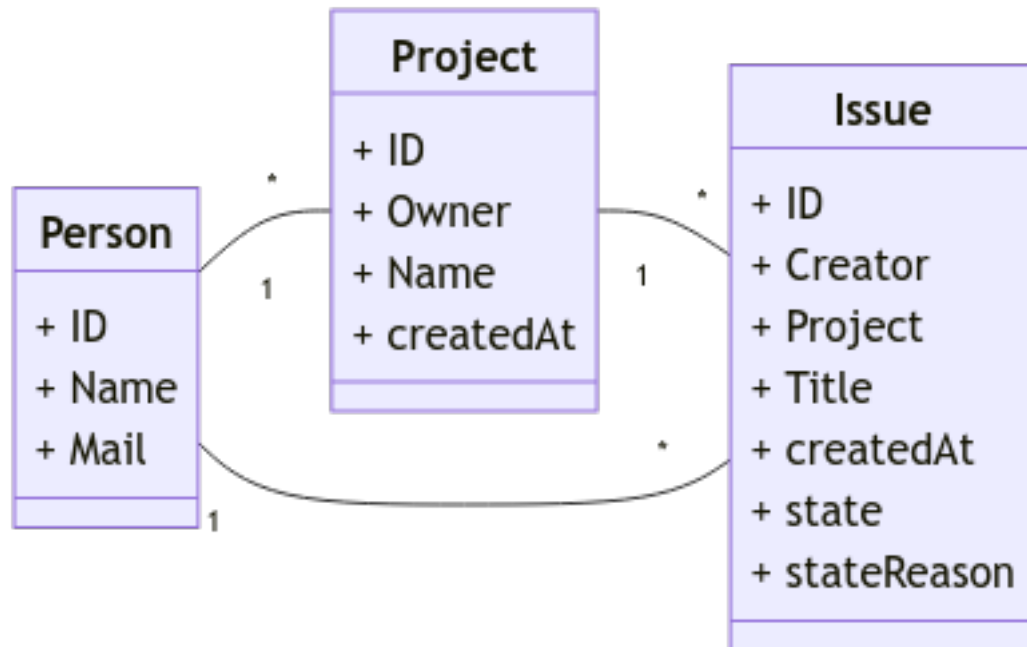 Person
+ ID
+ Name
+ Mail
Project
+ ID
+ Owner
+ Name
+ createdAt
Issue
+ ID
+ Creator
+ Project
+ Title
+ createdAt
+ state
+ stateReason
*
1
*
1
*
1